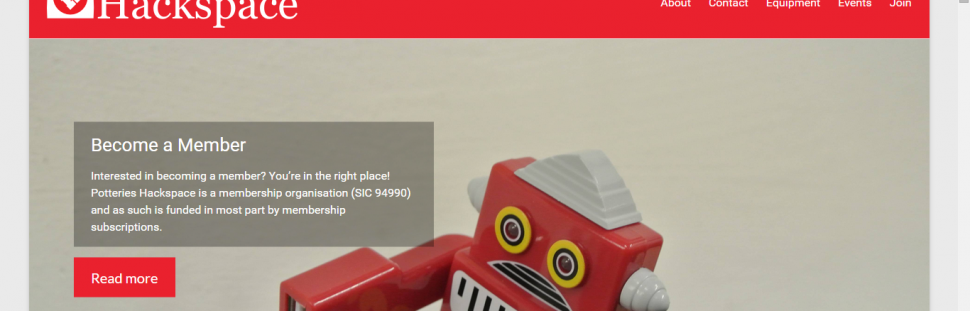 Hackspace
About Contact Equipment Events Join
Become a Member
Interested in becoming a member? You're in the right place!
Potteries Hackspace is a membership organisation (SIC 94990)
and as such is funded in most part by membership
subscriptions.
Read more